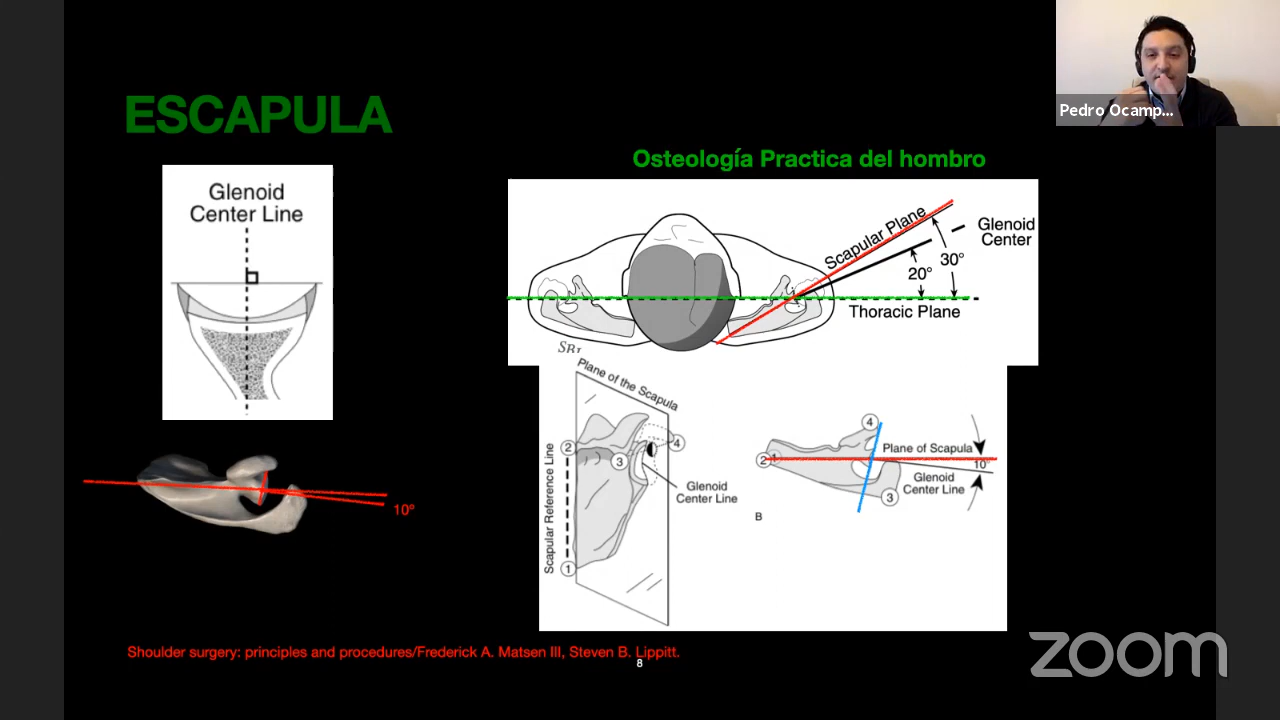 Pedro Ocamp...
ESCAPULA
Osteología Practica del hombro
Glenoid
Center Line
Scapular Plane
Glenoid
Center
30°
20°
Thoracic Plane
Plane of the Scapula
Scapular Reference Line
2
3
4
1
Glenoid
Center Line
4
2
1
Plane of Scapula
10°
Glenoid
Center Line
3
B
10°
Shoulder surgery: principles and procedures/Frederick A. Matsen III, Steven B. Lippitt.
8
zoom